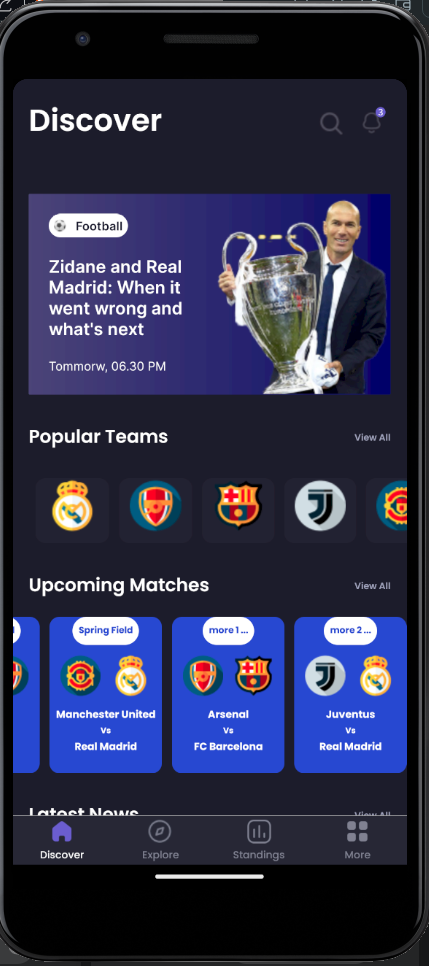 Discover
3
Football
Zidane and Real
Madrid: When it
went wrong and
what's next
Tommorw, 06.30 PM
Popular Teams
View All
Upcoming Matches
View All
Spring Field
more 1 ...
more 2 ...
Manchester United
Vs
Real Madrid
Arsenal
Vs
FC Barcelona
Juventus
Vs
Real Madrid
Latest News
View All
Discover
Explore
Standings
More